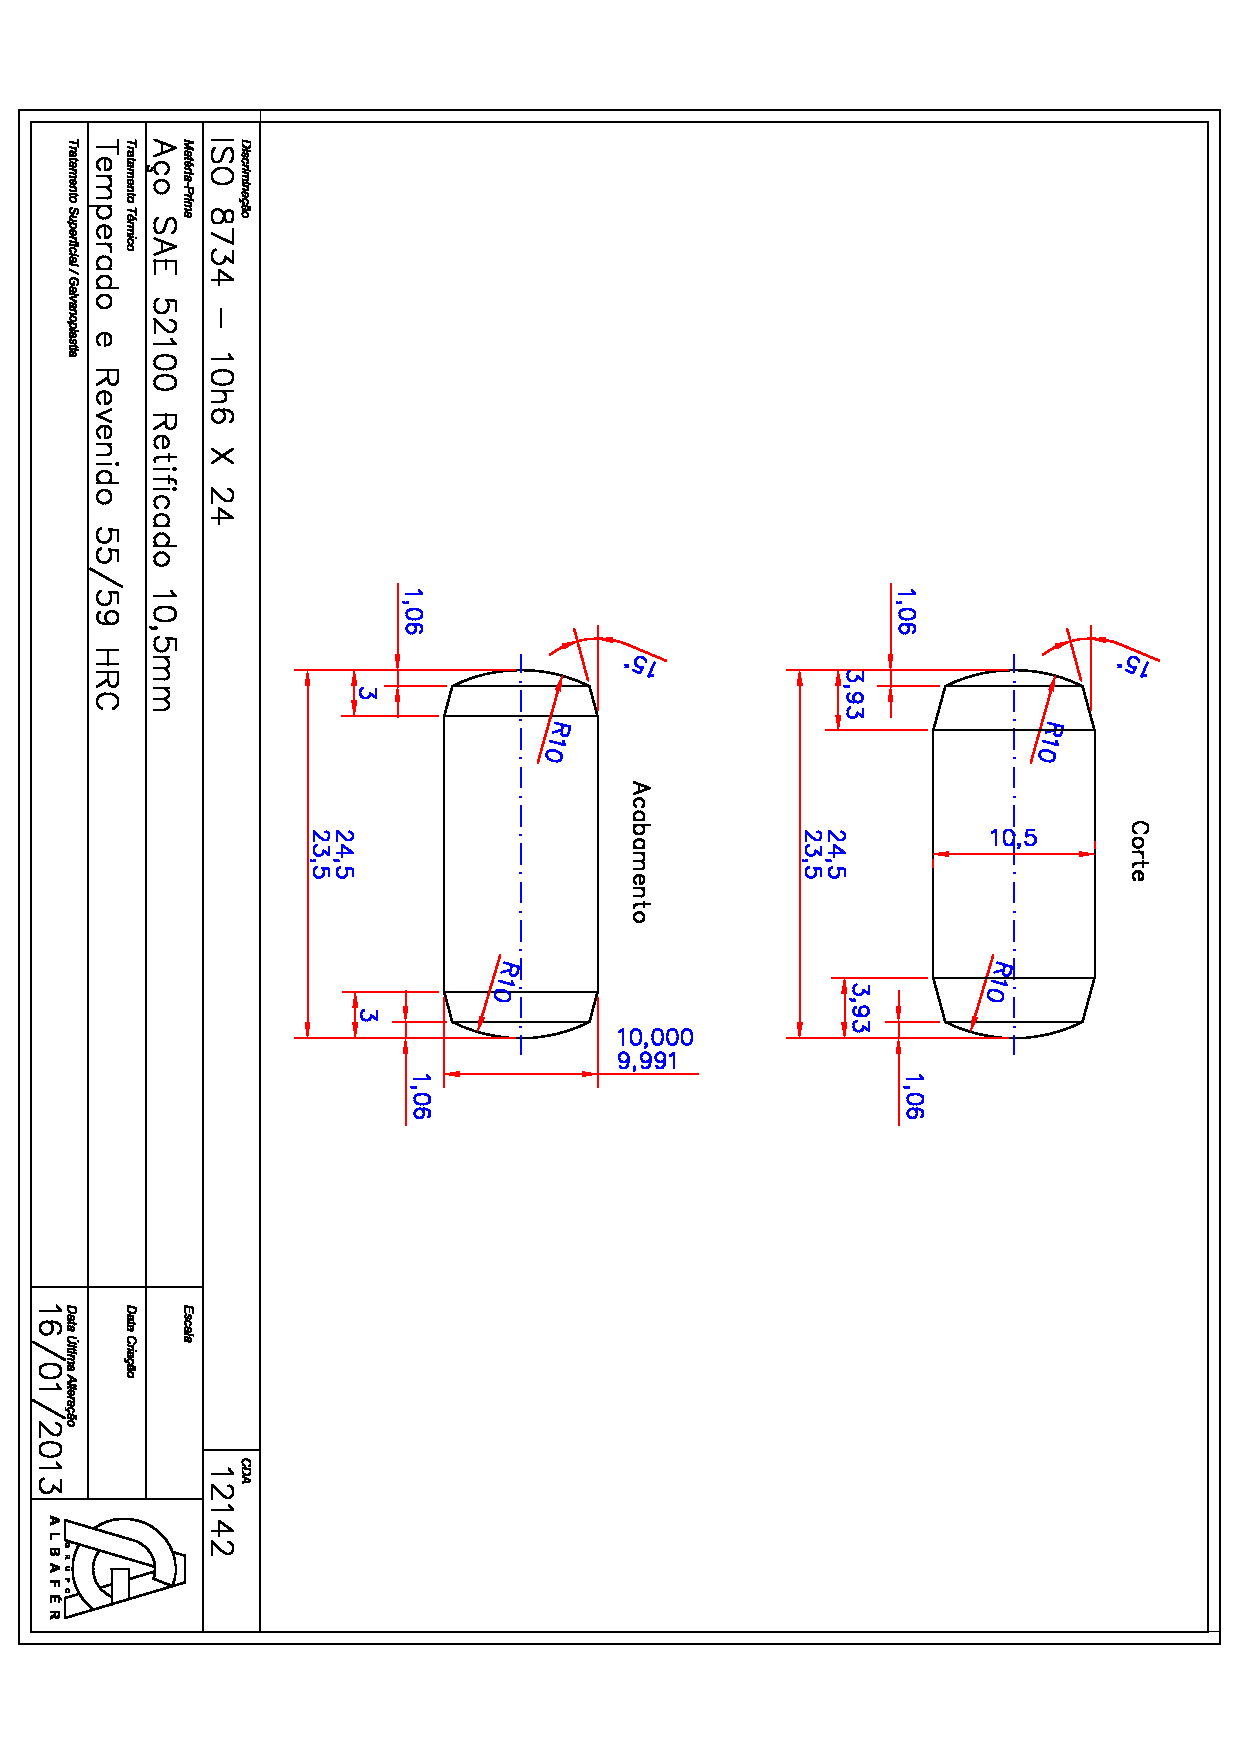 Corte
15°
1,06
3,93
R10
10,5
24,5
23,5
R10
3,93
1,06
Acabamento
15°
1,06
3
R10
24,5
23,5
R10
3
1,06
10,000
9,991
Discriminação
ISO 8734 - 10h6 X 24
CDA
12142
Matéria-Prima
Aço SAE 52100 Retificado 10,5mm
Escala
Tratamento Térmico
Temperado e Revenido 55/59 HRC
Data Criação
Tratamento Superficial / Galvanoplastia
Data Última Alteração
16/01/2013
GRUPO
ALBAFÉR